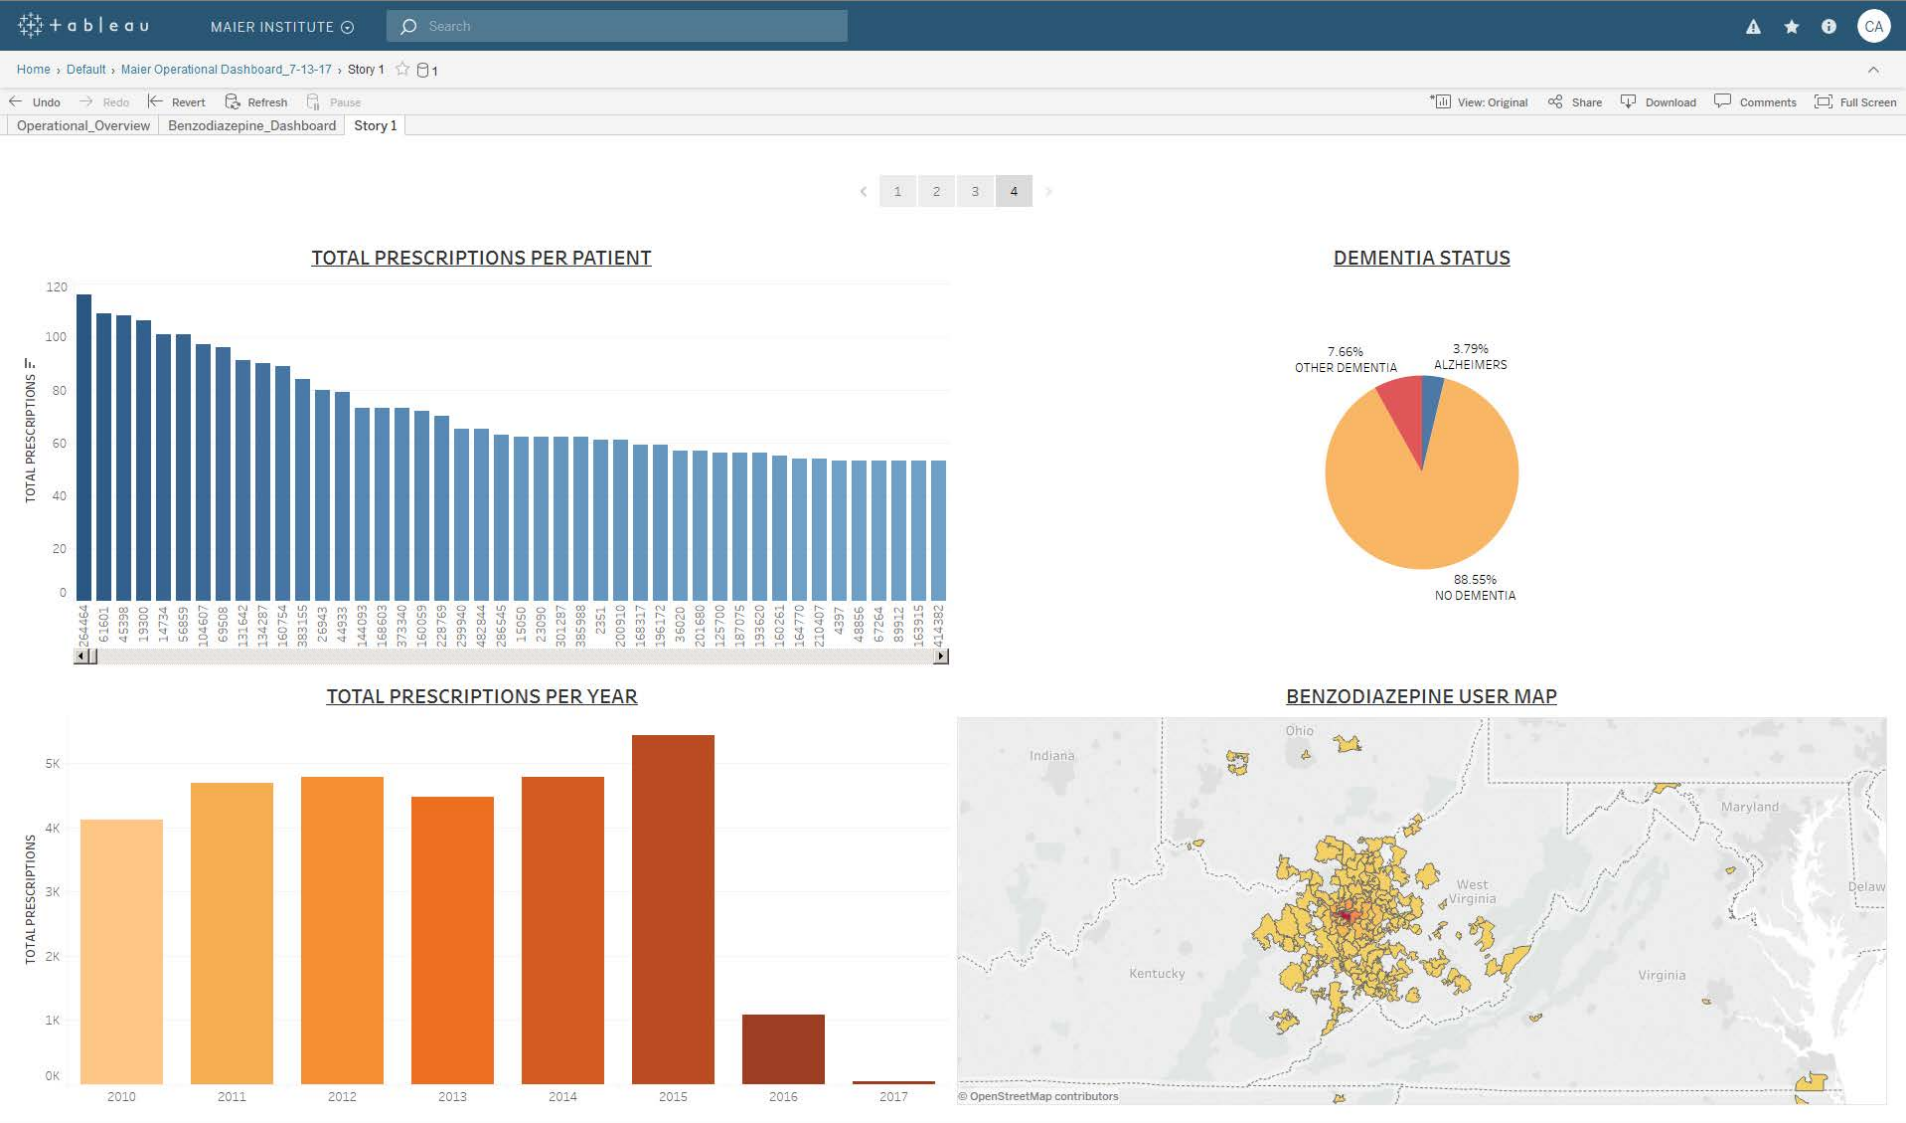 +ableau
MAIER INSTITUTE
Search
CA
Home › Default › Maier Operational Dashboard_7-13-17 › Story 1
1
Undo
Redo
Revert
Refresh
Pause
View: Original
Share
Download
Comments
Full Screen
Operational_Overview
Benzodiazepine_Dashboard
Story 1
1
2
3
4
TOTAL PRESCRIPTIONS PER PATIENT
TOTAL PRESCRIPTIONS
120
100
80
60
40
20
0
264464
61601
45398
19300
14734
56859
104607
69508
131642
134287
160754
383155
26943
44933
144093
168603
373340
160059
228769
299940
482844
286545
15050
23090
301287
385988
2351
200910
168317
196172
36020
201680
125700
187075
193620
160261
164770
210407
4397
48856
67264
89912
163915
414382
DEMENTIA STATUS
7.66%
OTHER DEMENTIA
3.79%
ALZHEIMERS
88.55%
NO DEMENTIA
TOTAL PRESCRIPTIONS PER YEAR
TOTAL PRESCRIPTIONS
5K
4K
3K
2K
1K
0K
2010
2011
2012
2013
2014
2015
2016
2017
BENZODIAZEPINE USER MAP
Ohio
Indiana
Maryland
West
Virginia
Delaw
Kentucky
Virginia
© OpenStreetMap contributors